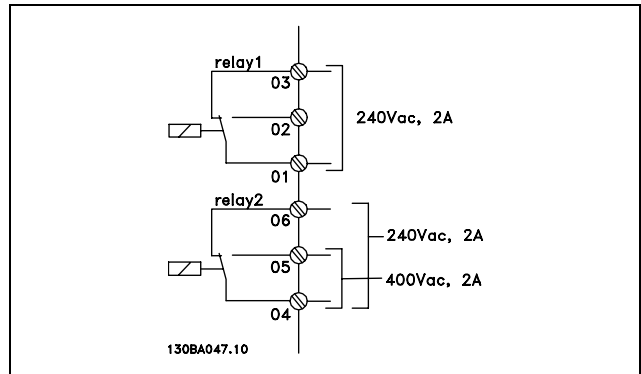 relay1
03
02
240Vac, 2A
01
relay2
06
240Vac, 2A
05
400Vac, 2A
04
130BA047.10